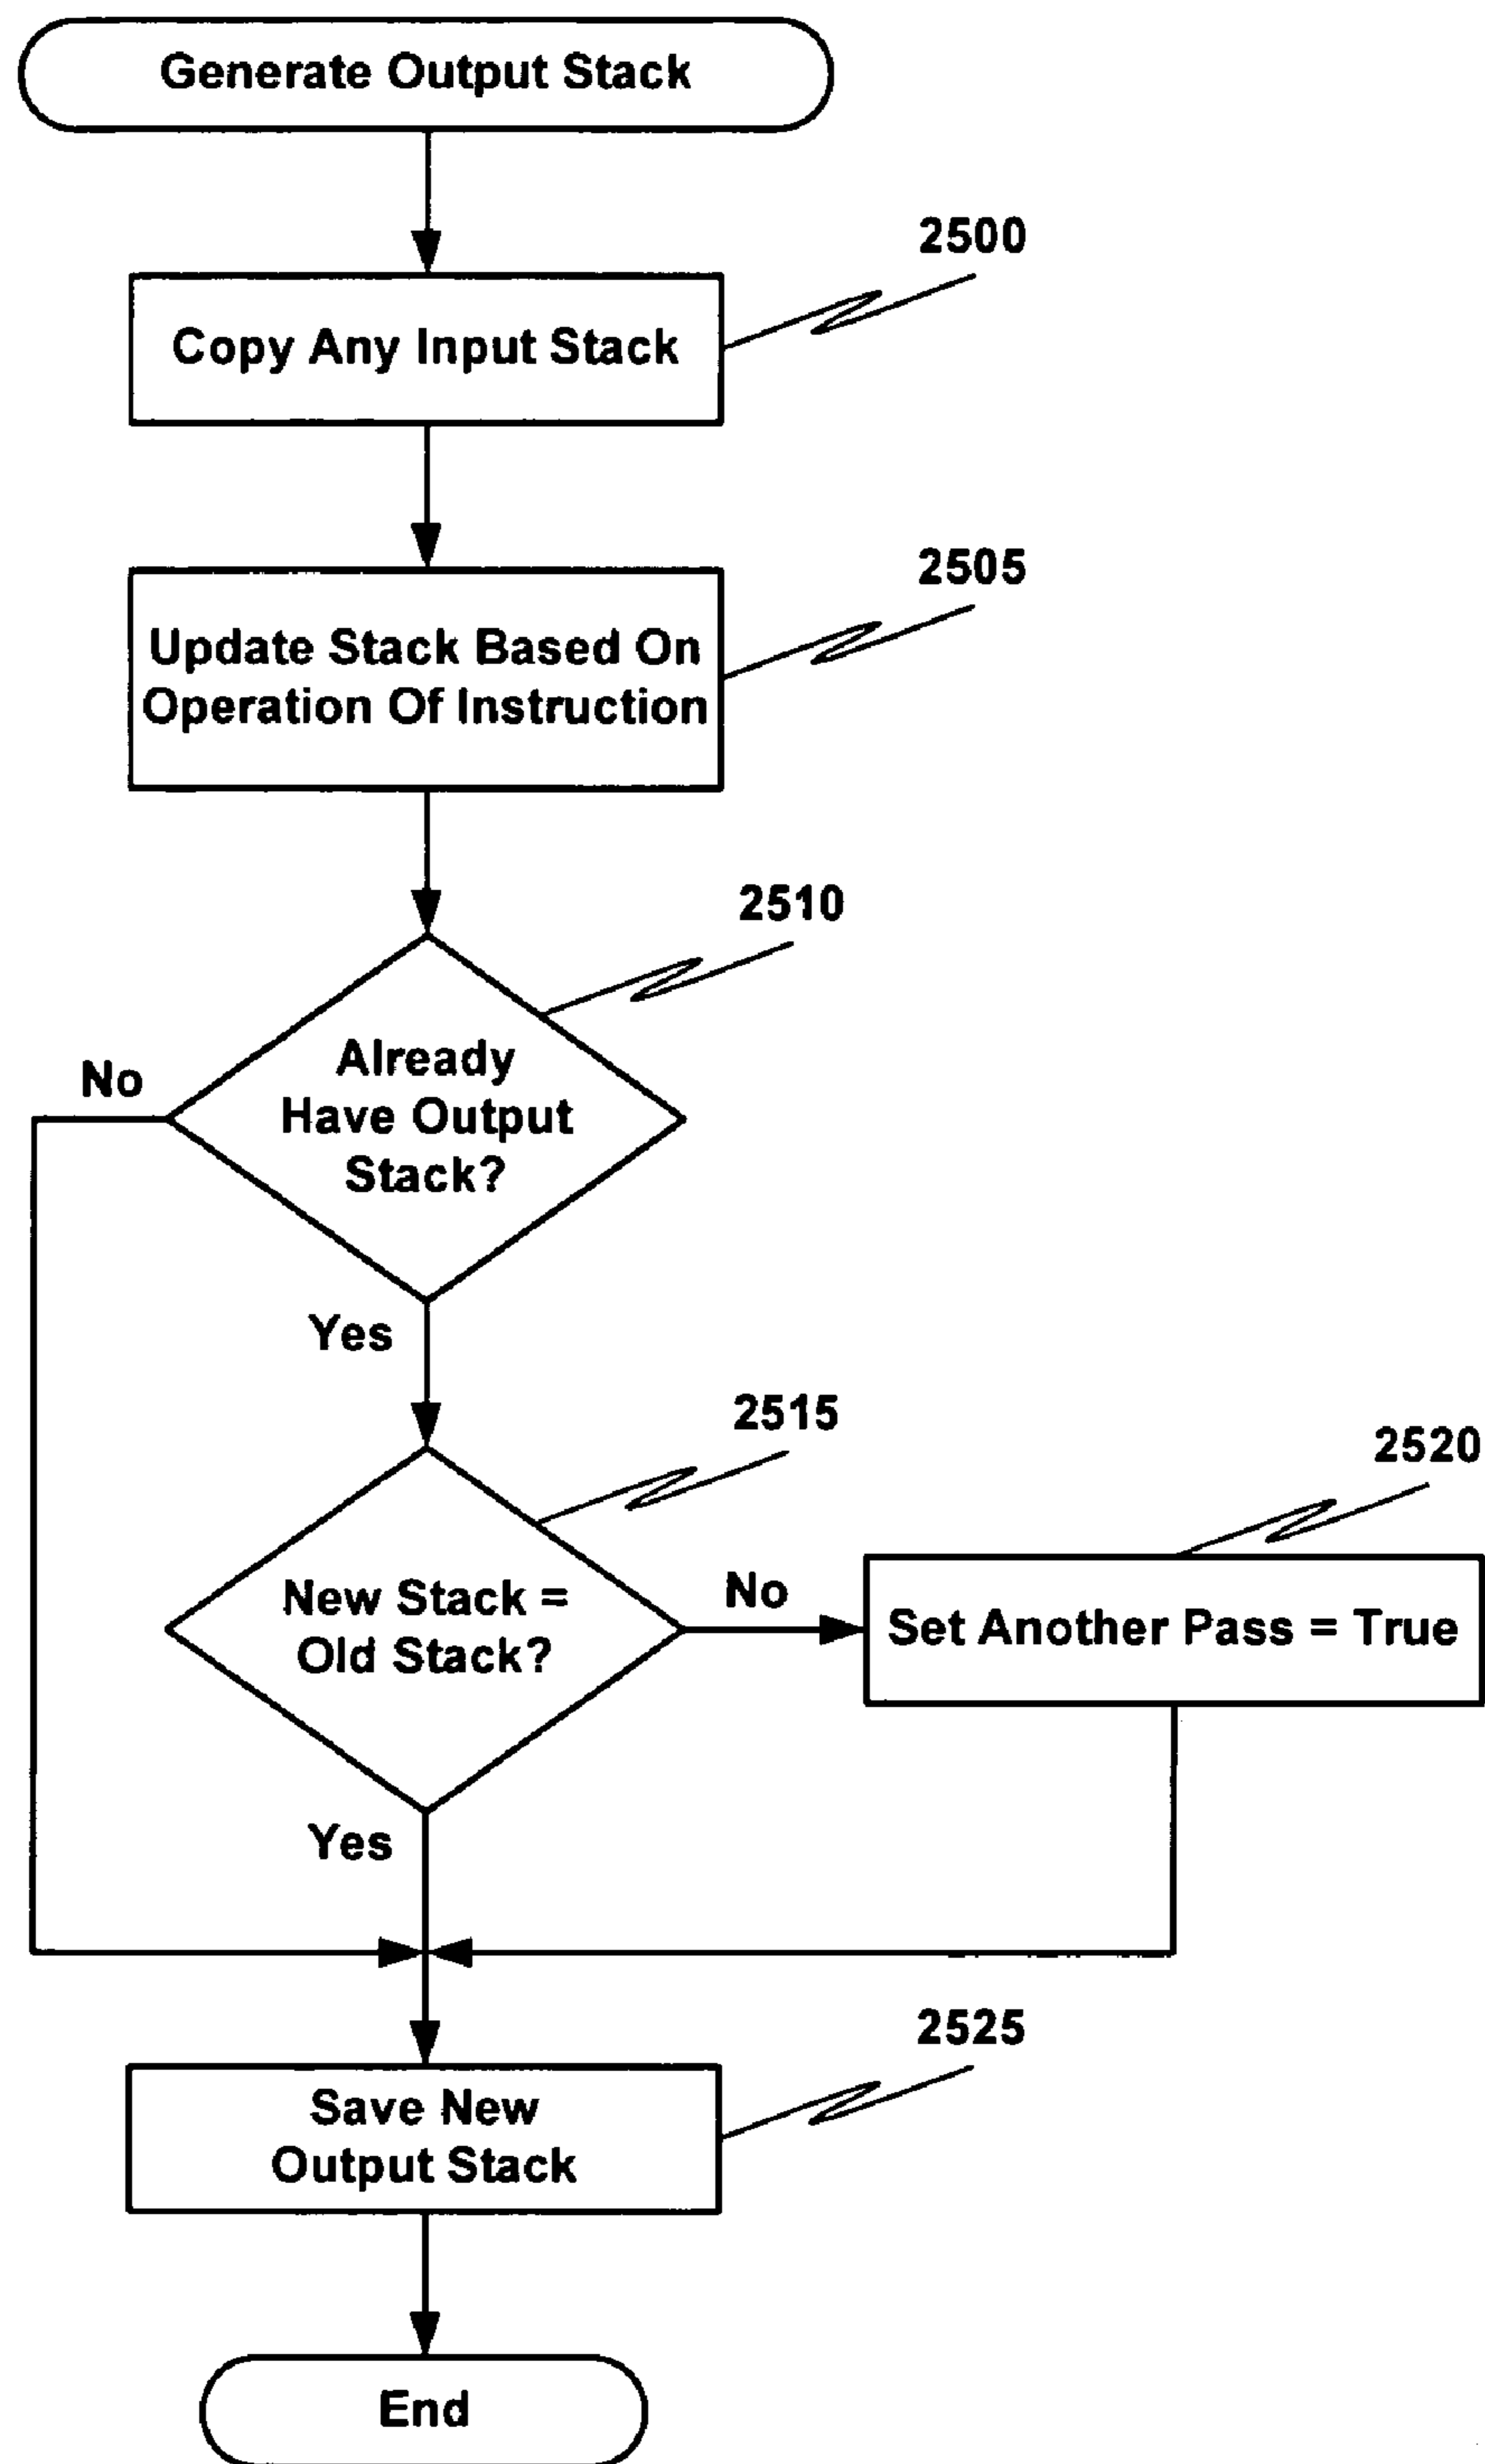 Generate Output Stack
2500
Copy Any Input Stack
2505
Update Stack Based On
Operation Of Instruction
2510
Already
Have Output
Stack?
No
Yes
2515
2520
New Stack =
Old Stack?
No
Set Another Pass = True
Yes
2525
Save New
Output Stack
End